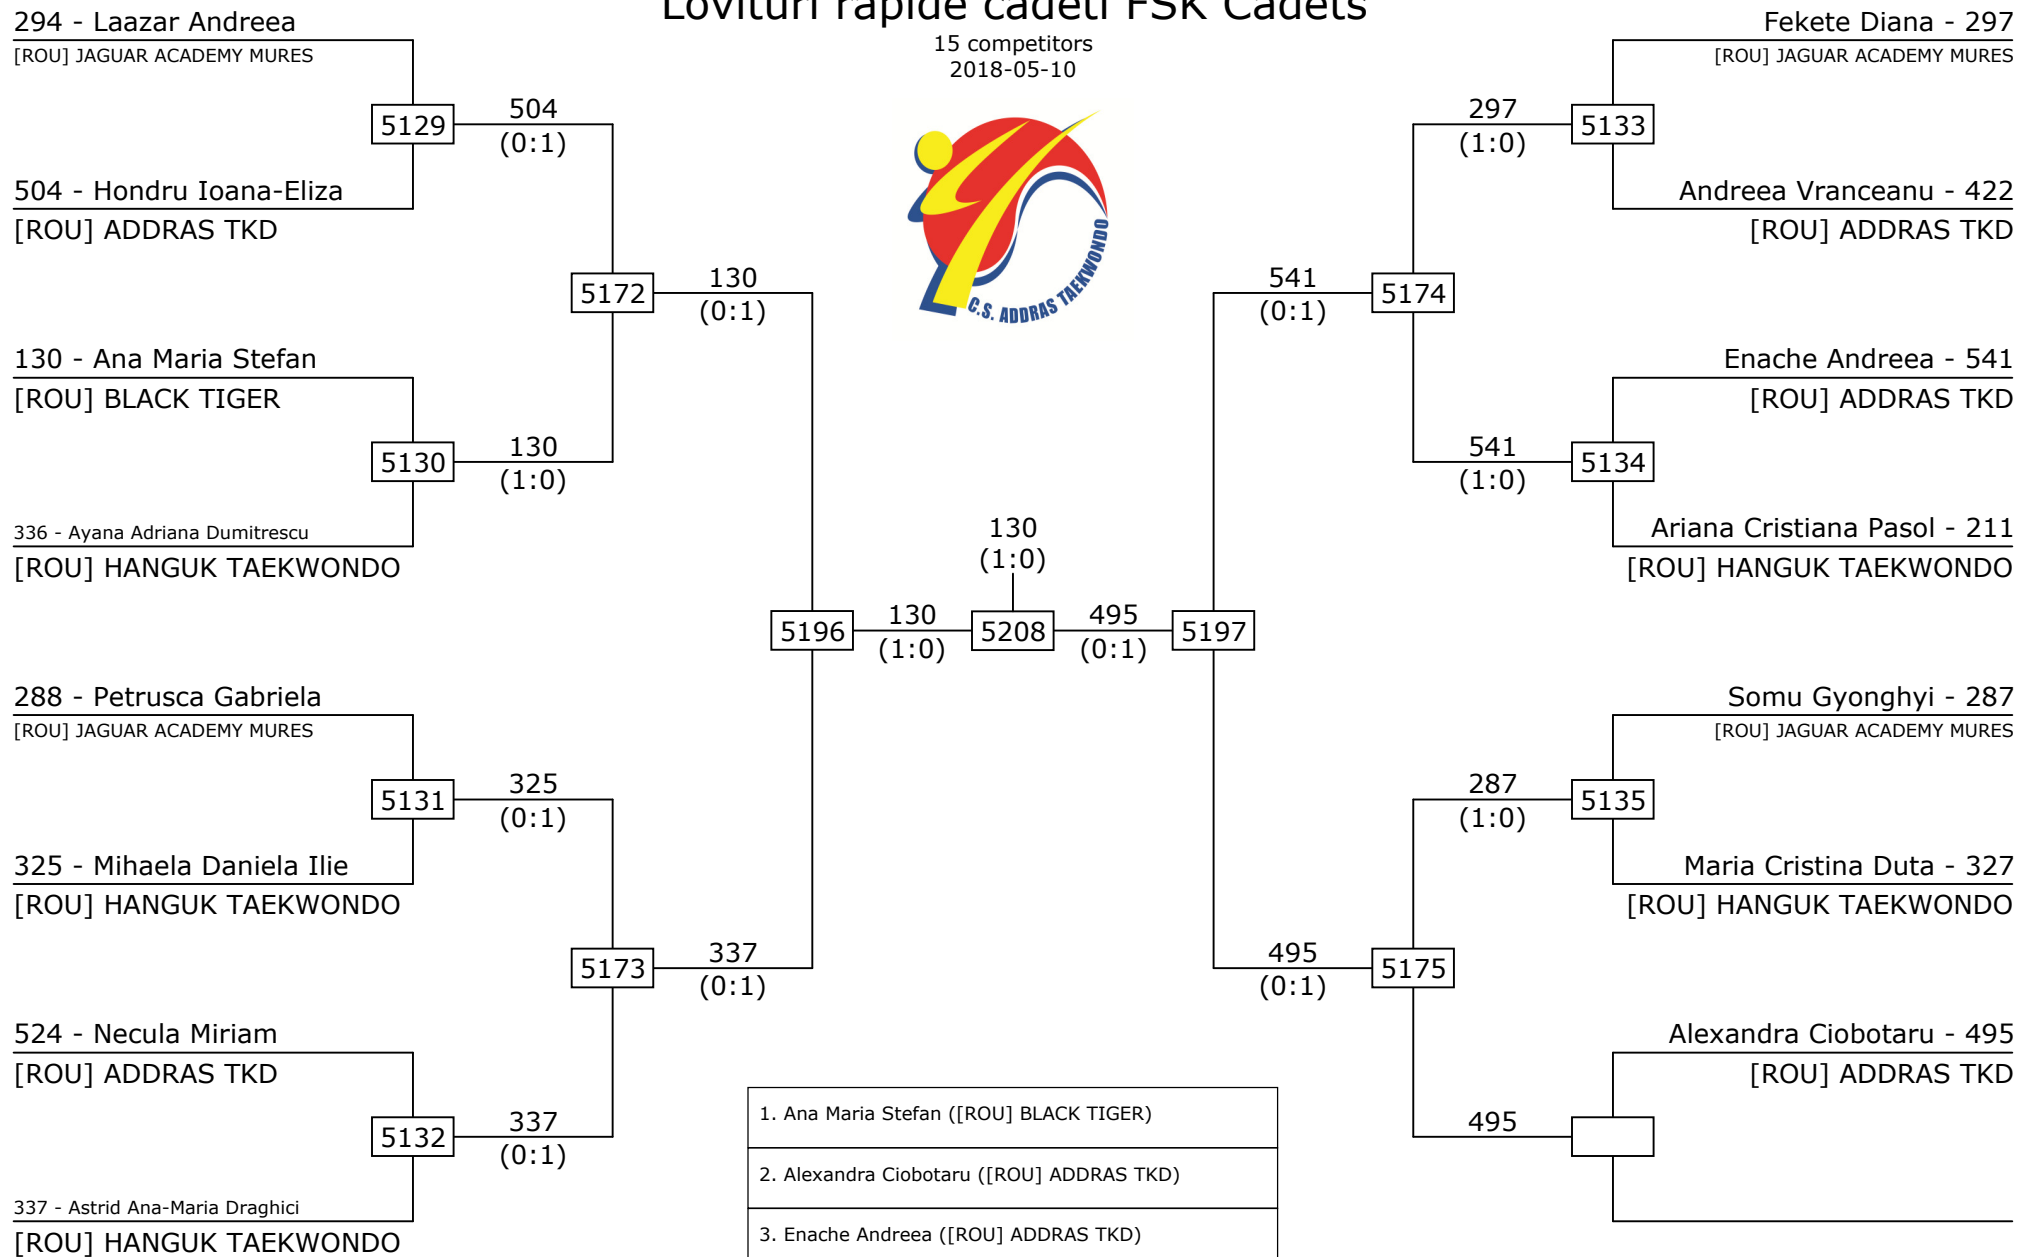 Lovituri rapide cadeti FSK Cadets
15 competitors
2018-05-10
C.S. ADDRAS TAEKWONDO
294 - Laazar Andreea
[ROU] JAGUAR ACADEMY MURES
5129
504
(0:1)
504 - Hondru Ioana-Eliza
[ROU] ADDRAS TKD
5172
130
(0:1)
130 - Ana Maria Stefan
[ROU] BLACK TIGER
5130
130
(1:0)
336 - Ayana Adriana Dumitrescu
[ROU] HANGUK TAEKWONDO
5196
130
(1:0)
288 - Petrusca Gabriela
[ROU] JAGUAR ACADEMY MURES
5131
325
(0:1)
325 - Mihaela Daniela Ilie
[ROU] HANGUK TAEKWONDO
5173
337
(0:1)
524 - Necula Miriam
[ROU] ADDRAS TKD
5132
337
(0:1)
337 - Astrid Ana-Maria Draghici
[ROU] HANGUK TAEKWONDO
130
(1:0)
5208
Fekete Diana - 297
[ROU] JAGUAR ACADEMY MURES
297
(1:0)
5133
Andreea Vranceanu - 422
[ROU] ADDRAS TKD
541
(0:1)
5174
Enache Andreea - 541
[ROU] ADDRAS TKD
541
(1:0)
5134
Ariana Cristiana Pasol - 211
[ROU] HANGUK TAEKWONDO
495
(0:1)
5197
Somu Gyonghyi - 287
[ROU] JAGUAR ACADEMY MURES
287
(1:0)
5135
Maria Cristina Duta - 327
[ROU] HANGUK TAEKWONDO
495
(0:1)
5175
Alexandra Ciobotaru - 495
[ROU] ADDRAS TKD
495
1. Ana Maria Stefan ([ROU] BLACK TIGER)
2. Alexandra Ciobotaru ([ROU] ADDRAS TKD)
3. Enache Andreea ([ROU] ADDRAS TKD)